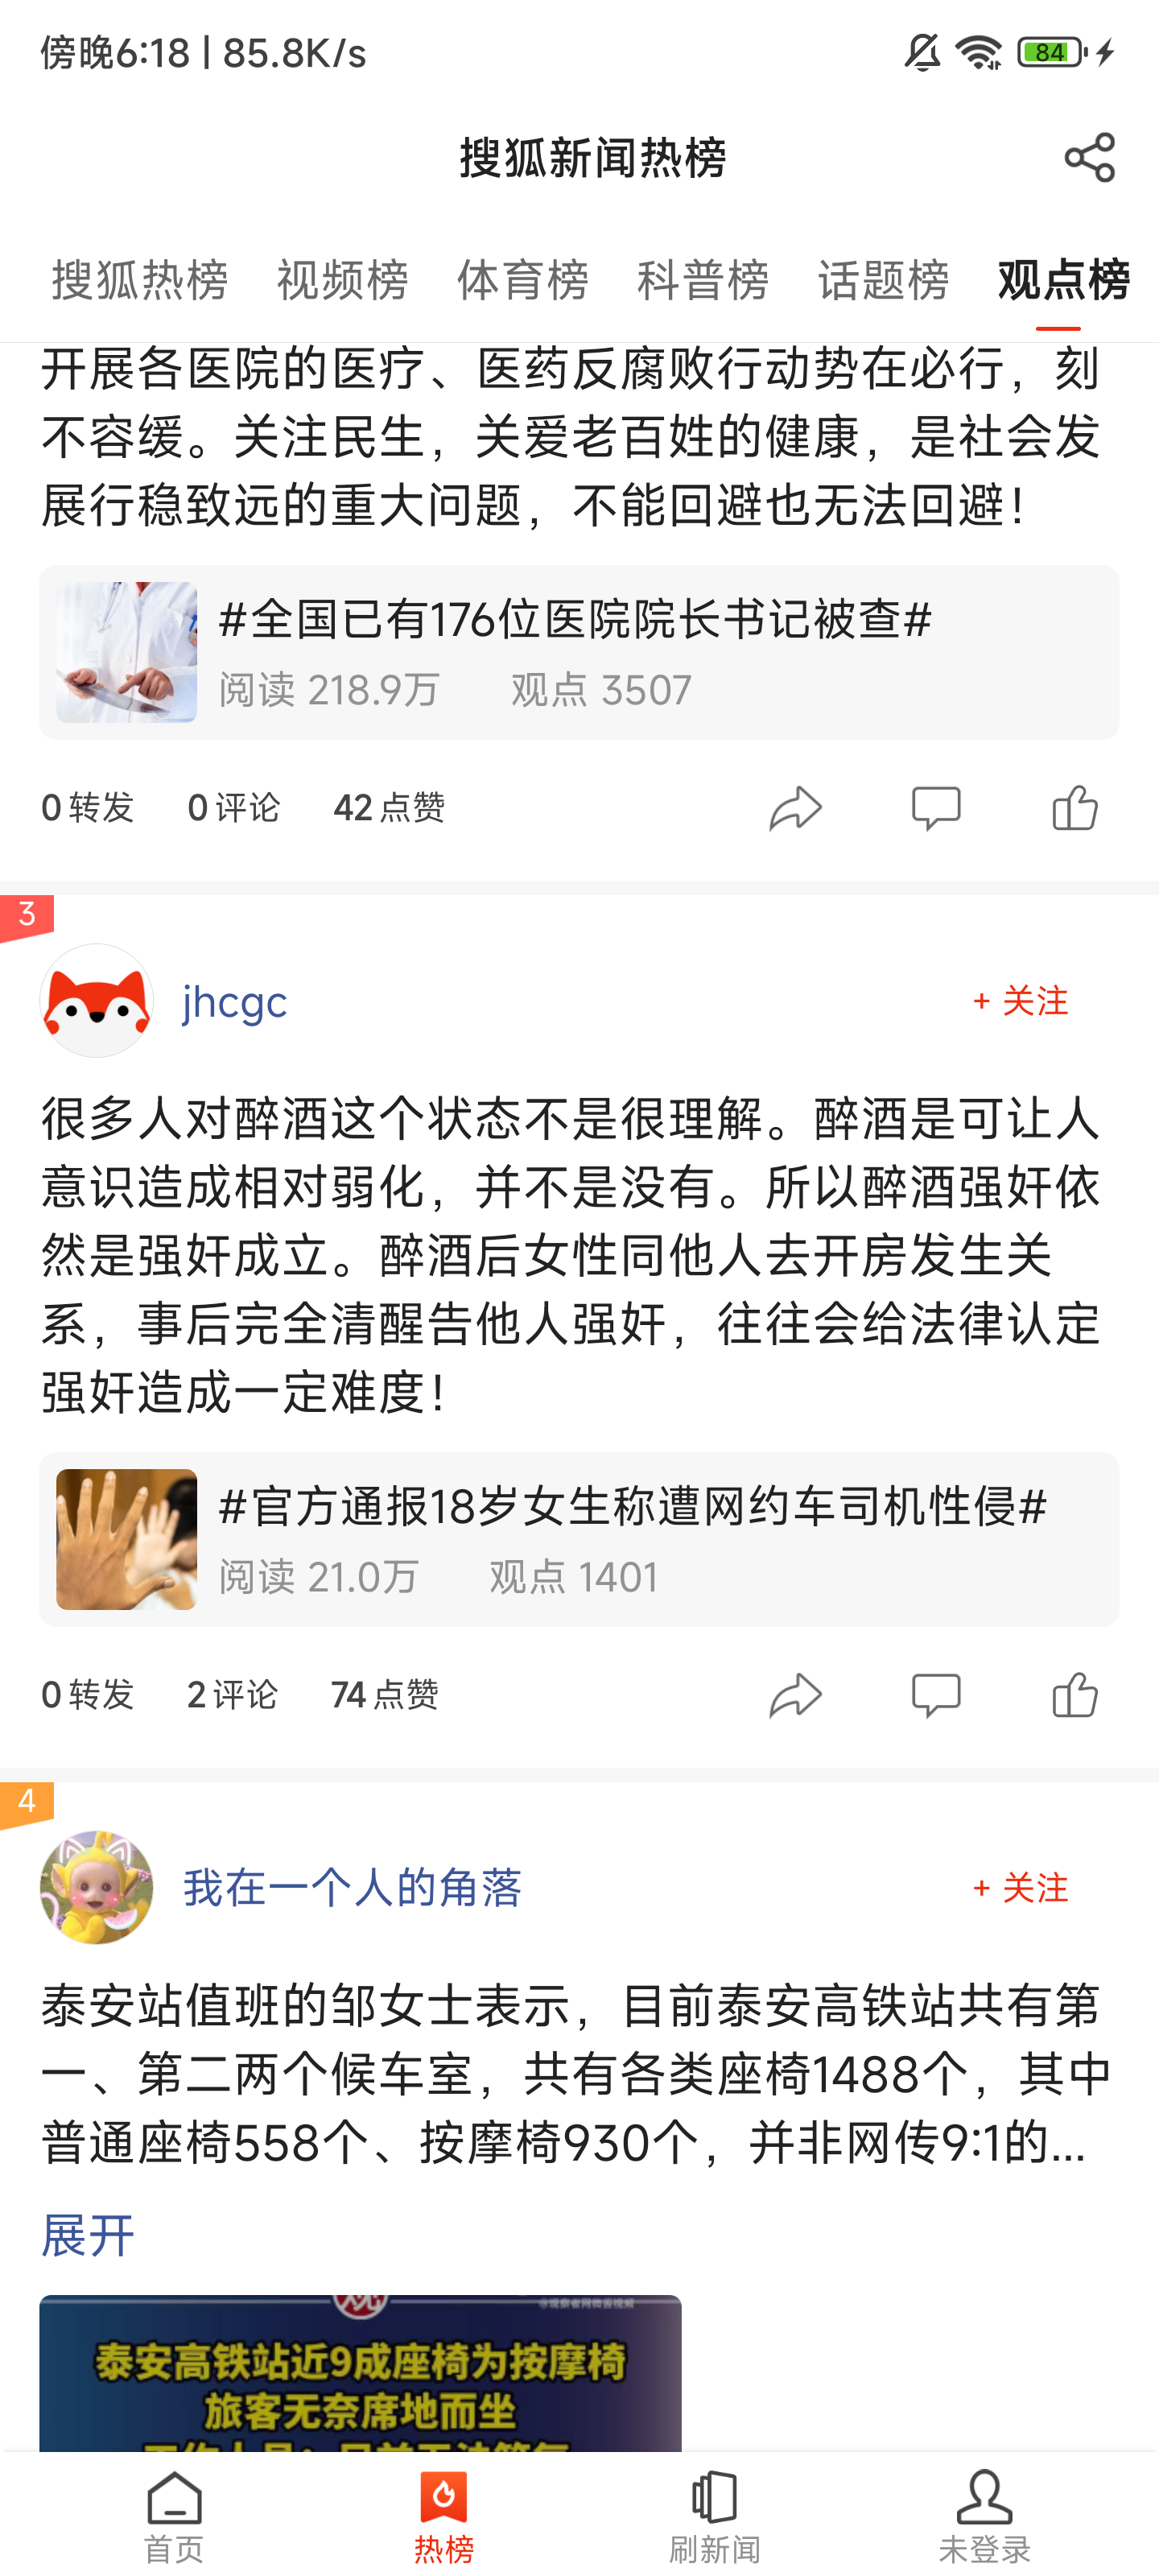 傍晚6:18 | 85.8K/s
84
搜狐新闻热榜
搜狐热榜 视频榜 体育榜 科普榜 话题榜 观点榜
开展各医院的医疗、医药反腐败行动势在必行，刻
不容缓。关注民生，关爱老百姓的健康，是社会发
展行稳致远的重大问题，不能回避也无法回避！
#全国已有176位医院院长书记被查#
阅读 218.9万 观点 3507
0 转发 0 评论 42 点赞
3
jhcgc
+ 关注
很多人对醉酒这个状态不是很理解。醉酒是可让人
意识造成相对弱化，并不是没有。所以醉酒强奸依
然是强奸成立。醉酒后女性同他人去开房发生关
系，事后完全清醒告他人强奸，往往会给法律认定
强奸造成一定难度！
#官方通报18岁女生称遭网约车司机性侵#
阅读 21.0万 观点 1401
0 转发 2 评论 74 点赞
4
我在一个人的角落
+ 关注
泰安站值班的邹女士表示，目前泰安高铁站共有第
一、第二两个候车室，共有各类座椅1488个，其中
普通座椅558个、按摩椅930个，并非网传9:1的...
展开
泰安高铁站近9成座椅为按摩椅
旅客无奈席地而坐
首页 热榜 刷新闻 未登录